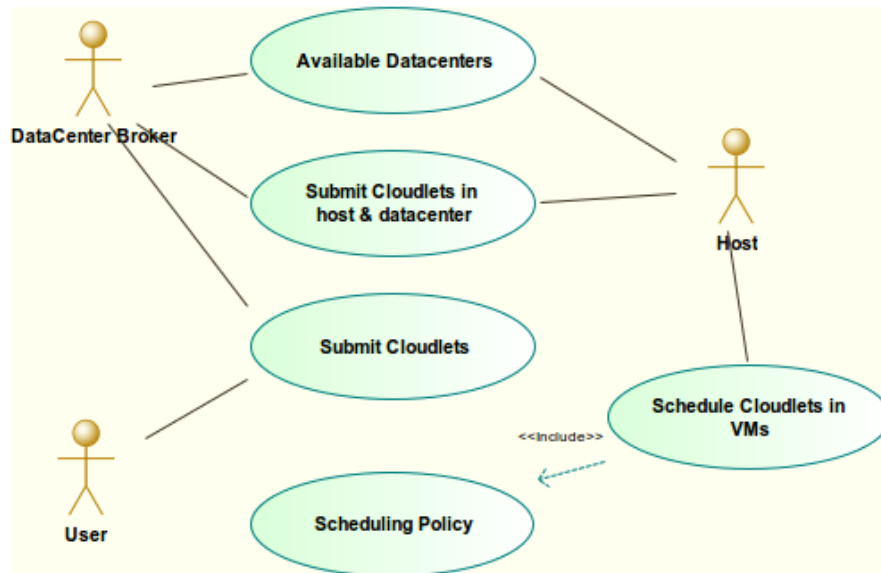 Available Datacenters
DataCenter Broker
Submit Cloudlets in
host & datacenter
Host
Submit Cloudlets
Schedule Cloudlets in
VMs
<<Include>>
Scheduling Policy
User